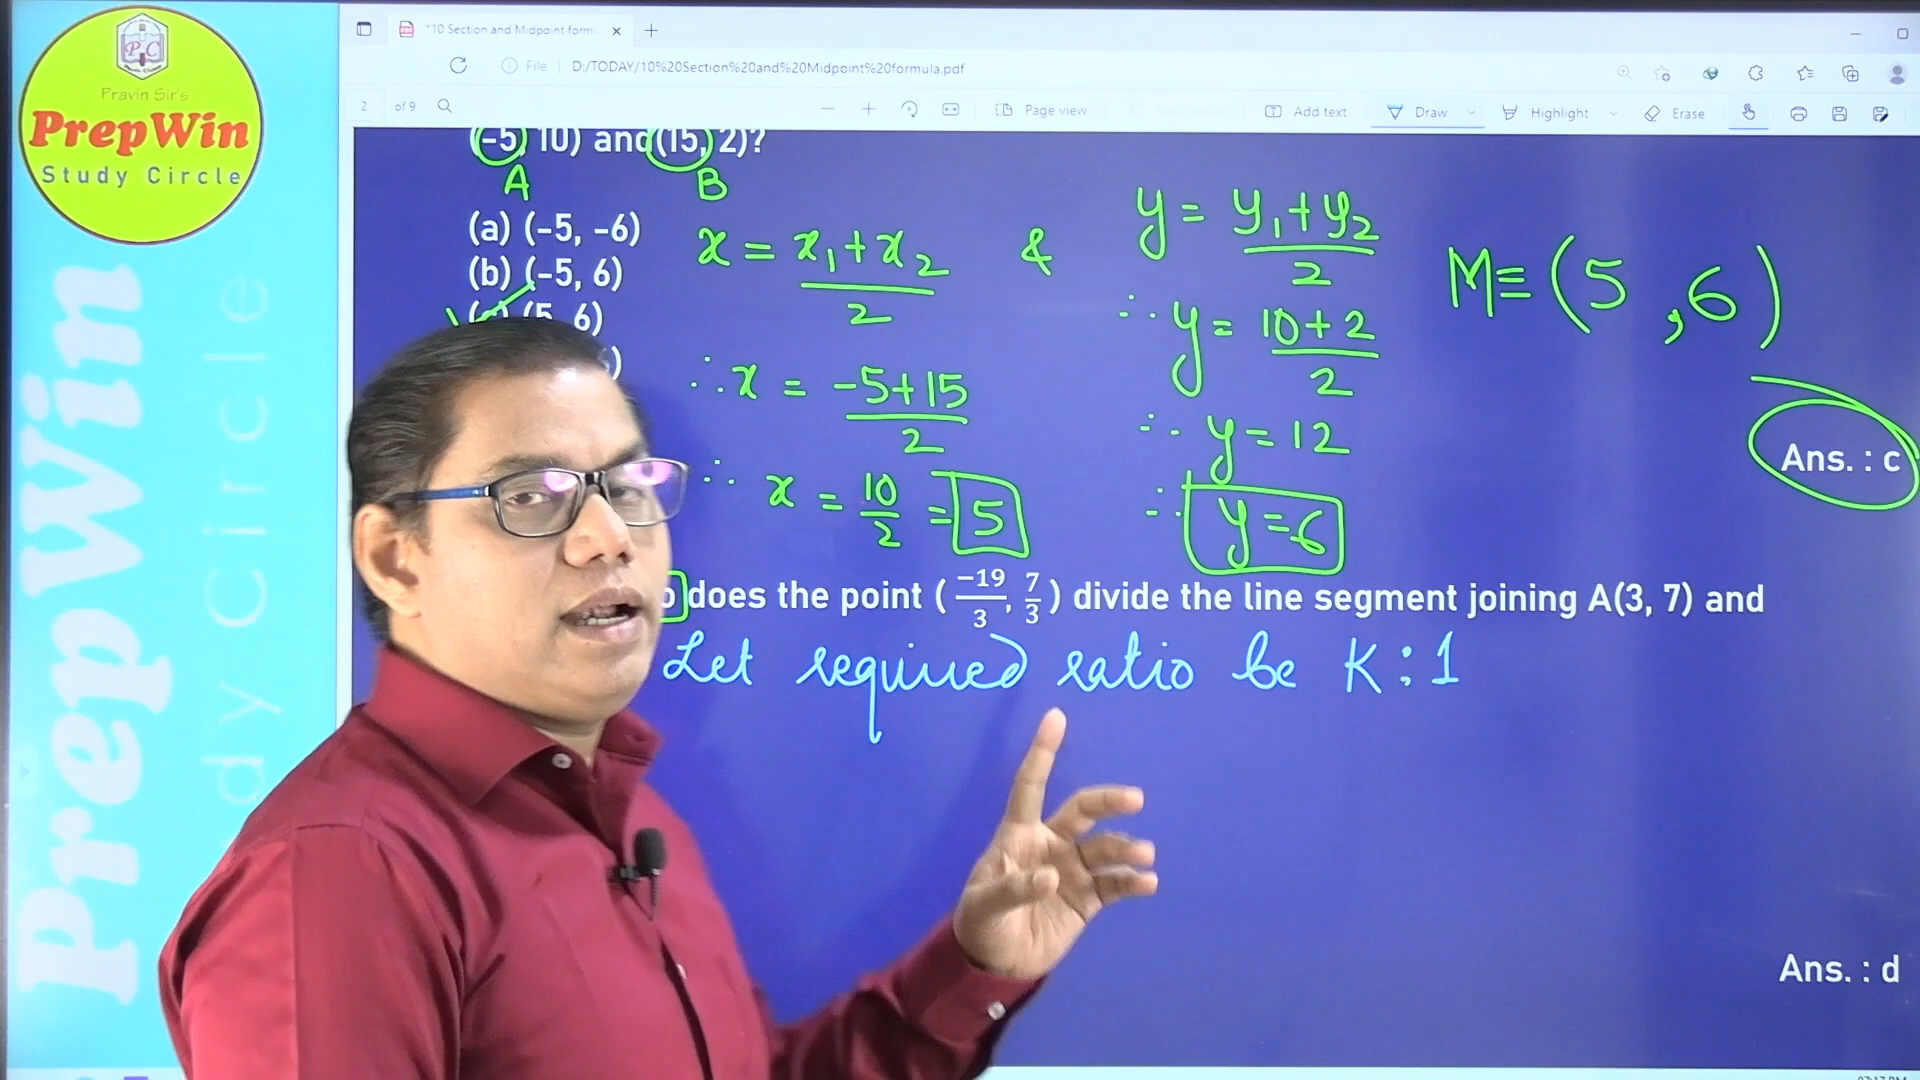 "10 Section and Midpoint form
File D:/TODAY/10%20Section%20and%20Midpoint%20formula.pdf
2 of 9 Page view Add text Draw Highlight Erase
Pravin Sir's
PrepWin
Study Circle
PrepWin
dy Circle
(-5, 10) and (15, 2)?
A B
(a) (-5, -6)
(b) (-5, 6)
(c) (5, 6)
x = x₁+x₂/2 & y = y₁+y₂/2
M≡(5,6)
∴ x = -5+15/2
∴ y = 10+2/2
∴ x = 10/2 = 5
∴ y = 12
∴ y = 6
Ans. : c
does the point (-19/3, 7/3) divide the line segment joining A(3, 7) and
Let required ratio be K:1
Ans. : d